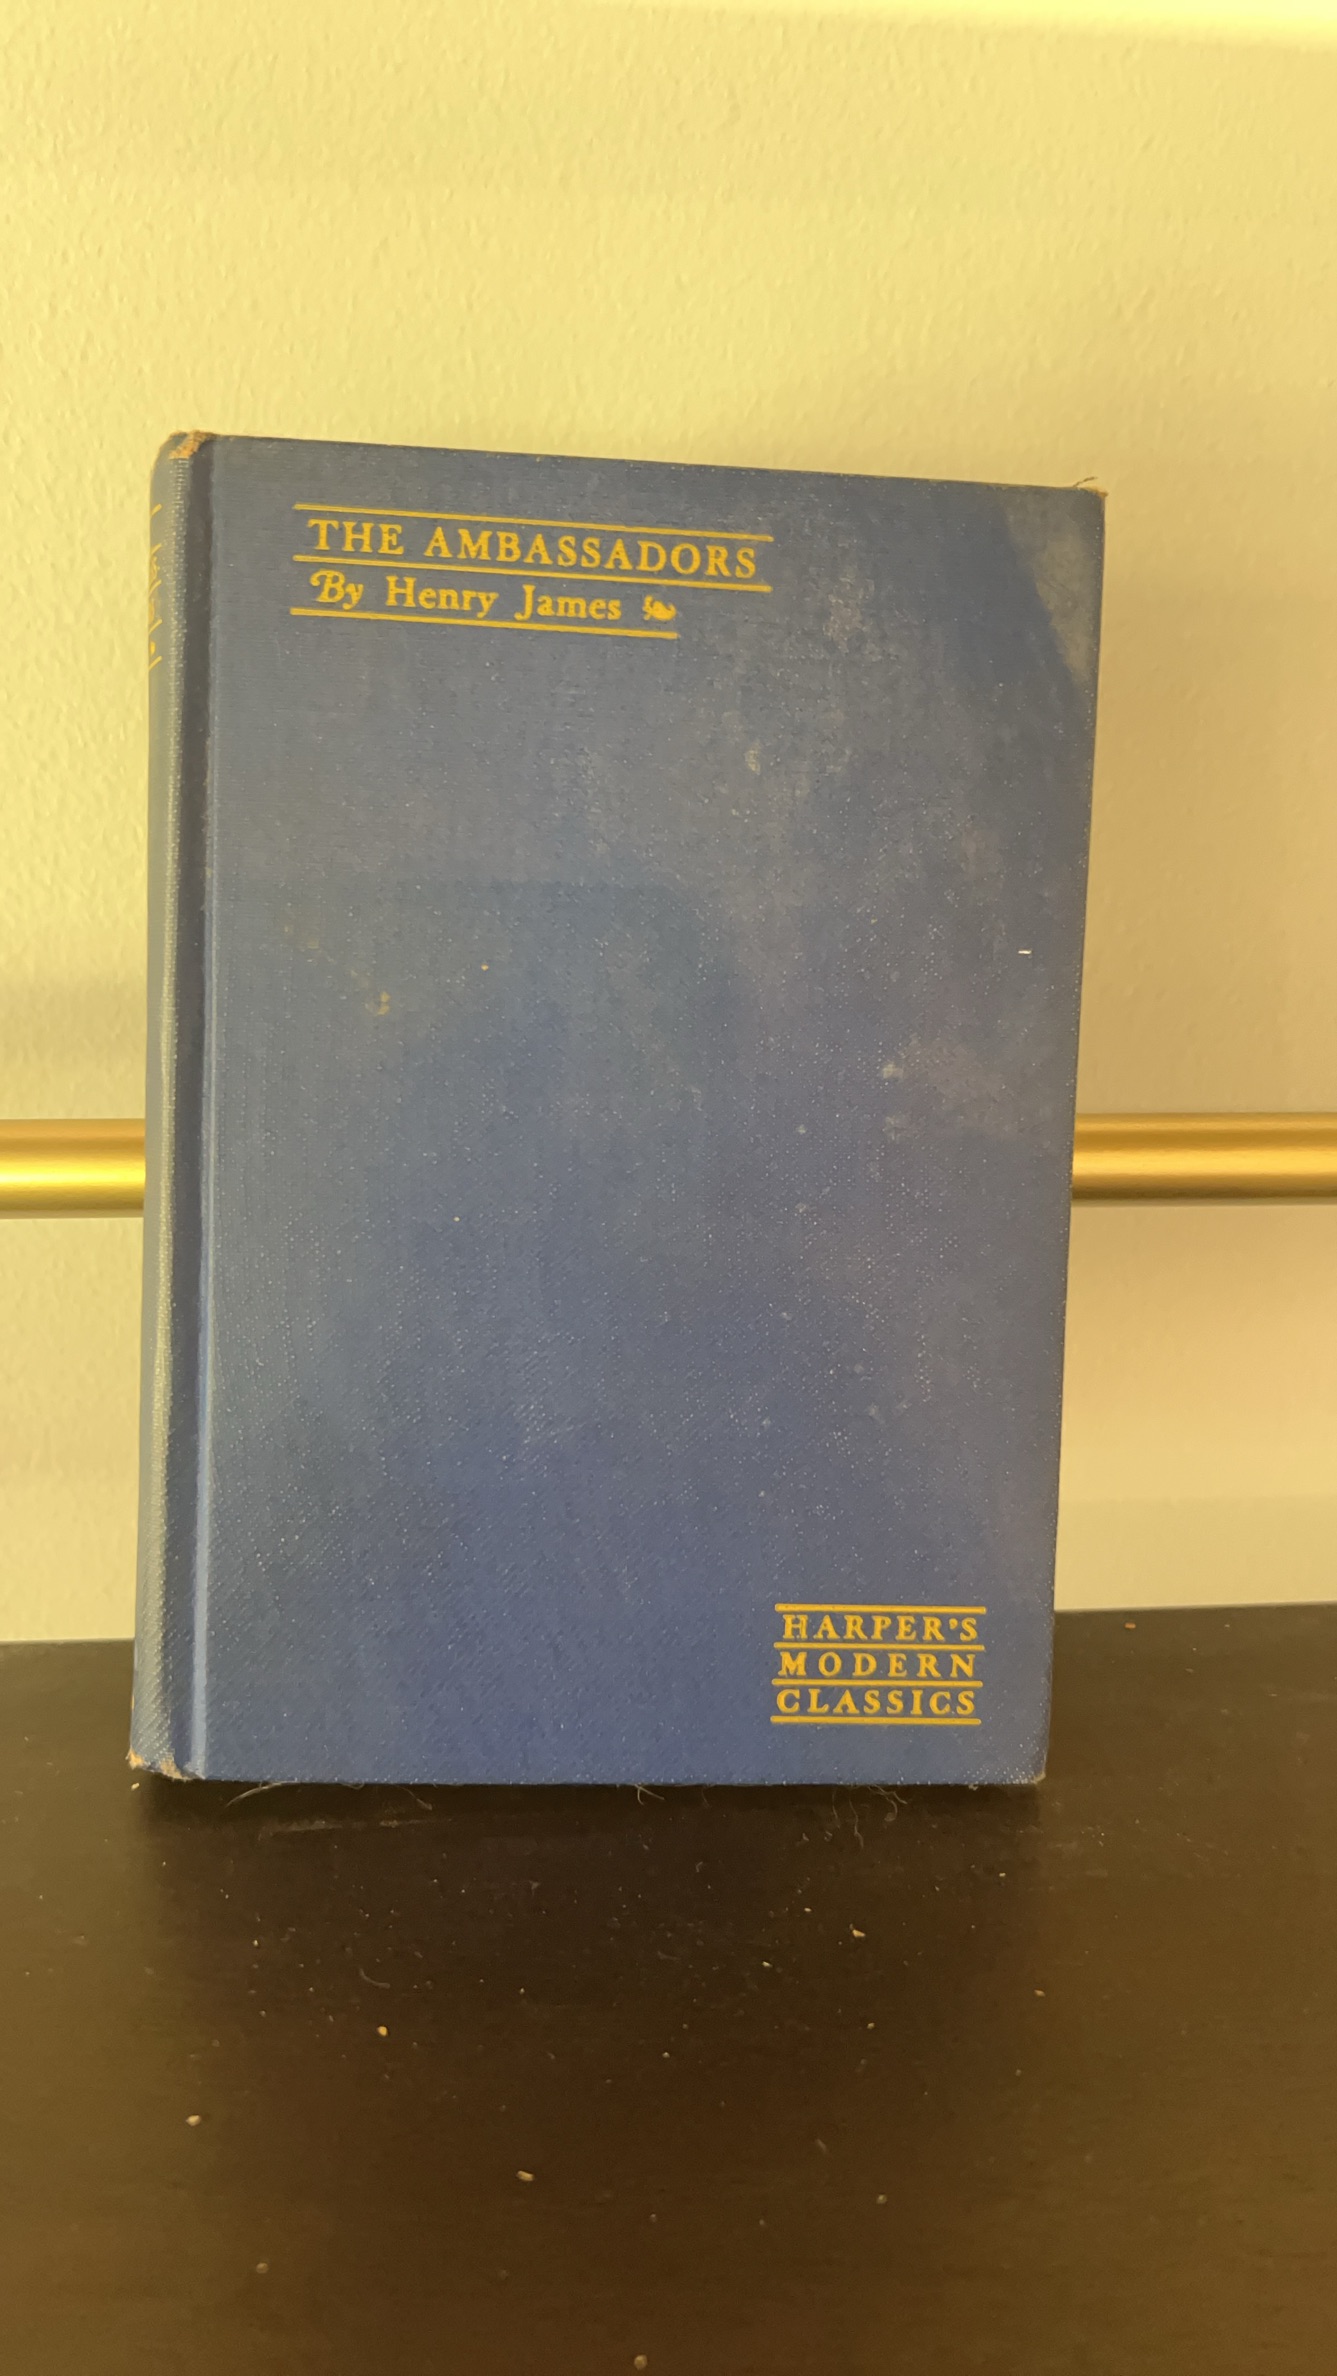 THE AMBASSADORS
By Henry James
HARPER'S
MODERN
CLASSICS